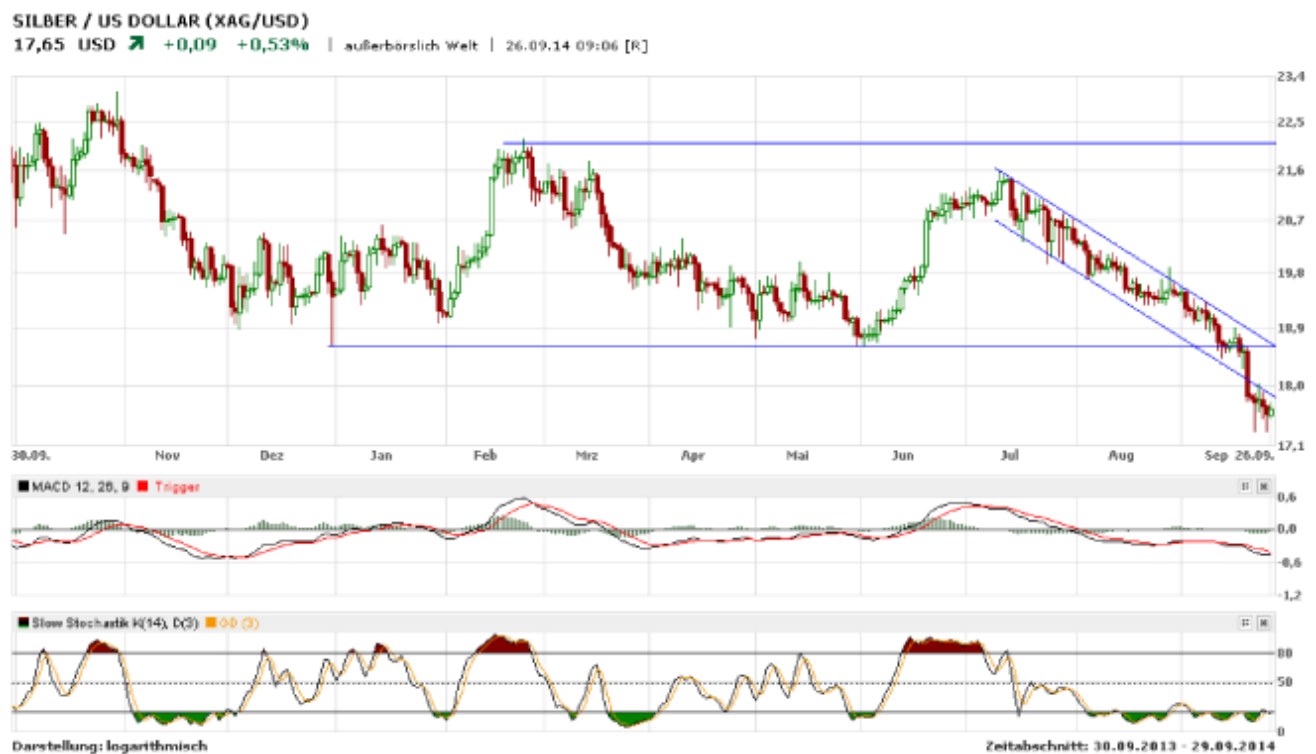 SILBER / US DOLLAR (XAG/USD)
17,65 USD +0,09 +0,53% | außerbörslich Welt | 26.09.14 09:06 [R]
23,4
22,5
21,6
20,7
19,8
18,9
18,0
17,1
30.09. Nov Dez Jan Feb Mrz Apr Mai Jun Jul Aug Sep 26.09.
MACD 12, 26, 9 Trigger
0,6
0,0
-0,6
-1,2
Slow Stochastik K(14), D(3) DD (3)
80
50
0
Darstellung: logarithmisch Zeitabschnitt: 30.09.2013 - 29.09.2014